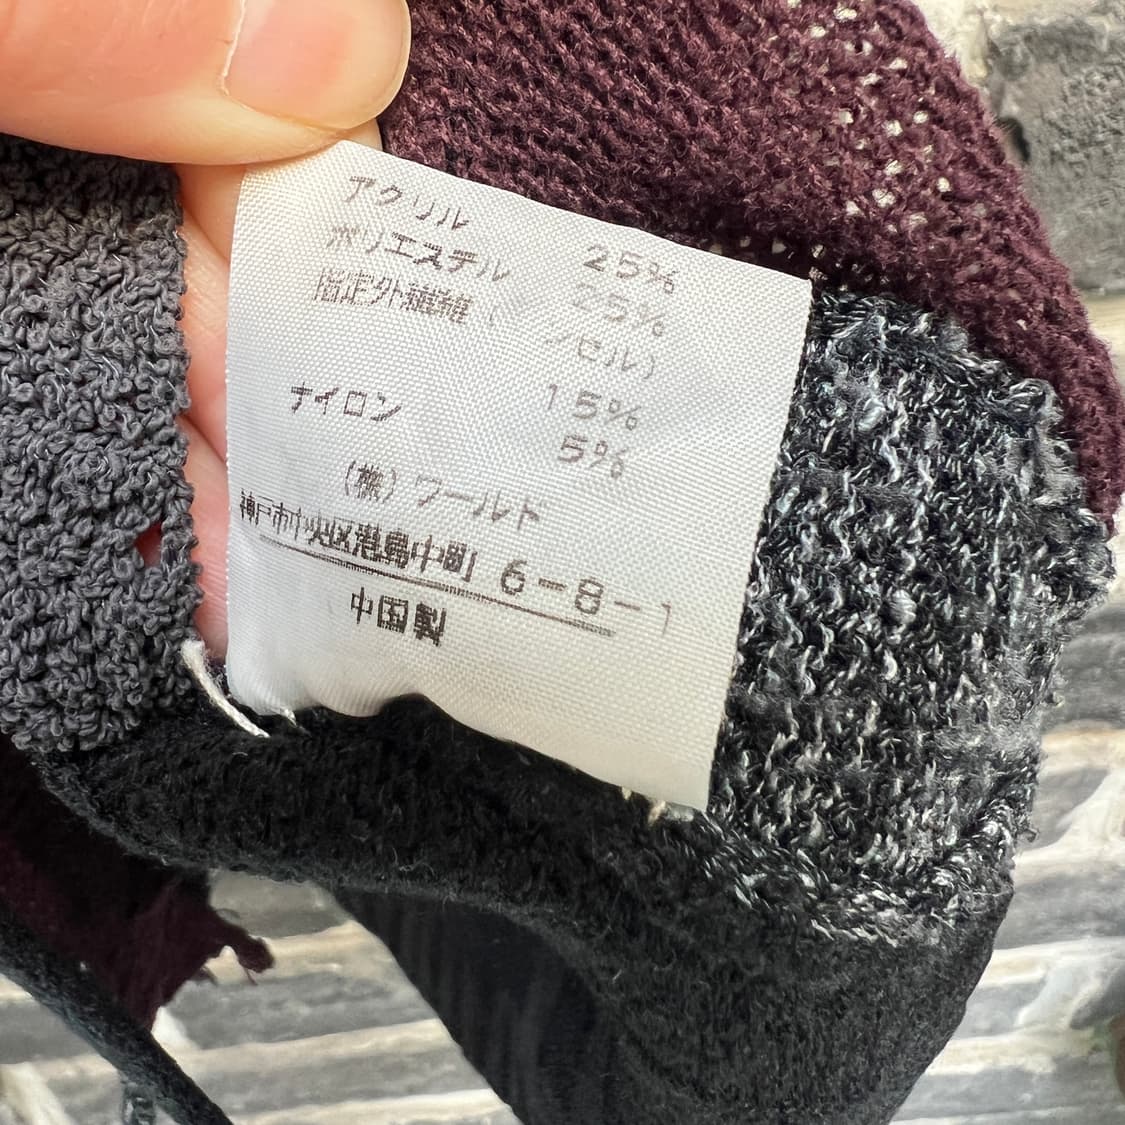 アクリル 25%
ポリエステル 25%
指定外繊維(
ノセル)
15%
ナイロン 5%
(株)ワールド
神戸市中央区港島中町 6-8-1
中国製